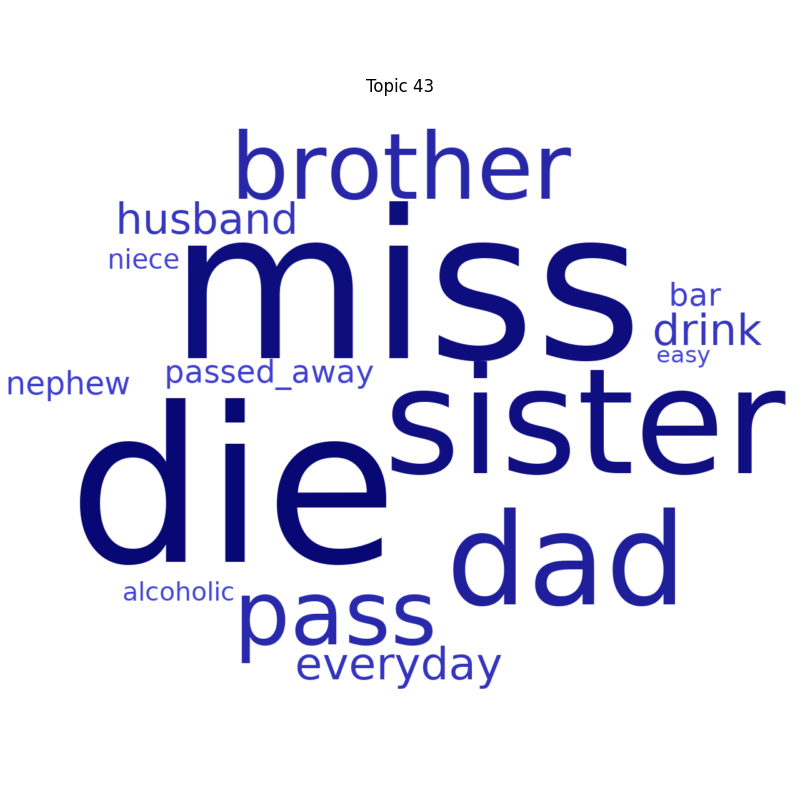 Topic 43
brother
husband
miss
niece
bar
drink
easy
passed_away
nephew
sister
die
dad
alcoholic
pass
everyday